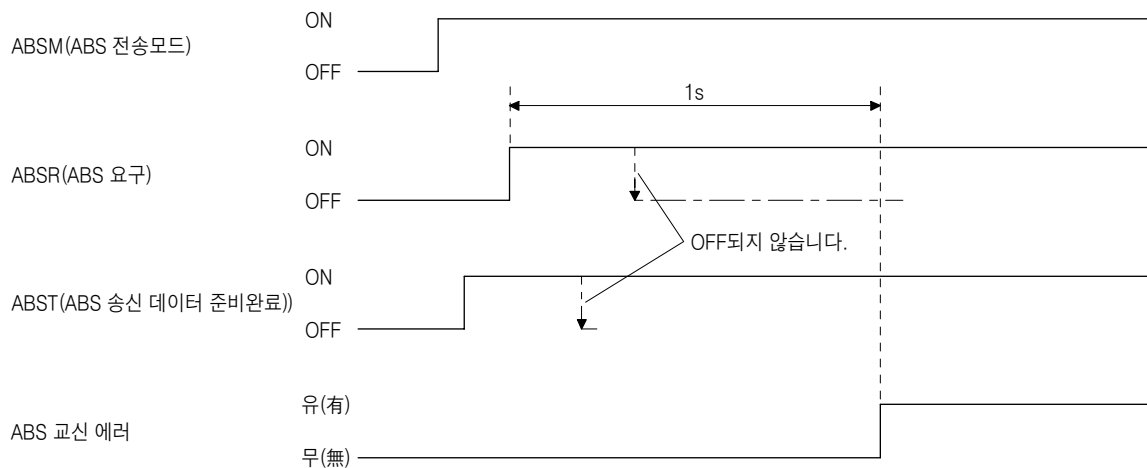 ON
ABSM(ABS 전송모드)
OFF
1s
ON
ABSR(ABS 요구)
OFF
OFF되지 않습니다.
ON
ABST(ABS 송신 데이터 준비완료))
OFF
유(有)
ABS 교신 에러
무(無)